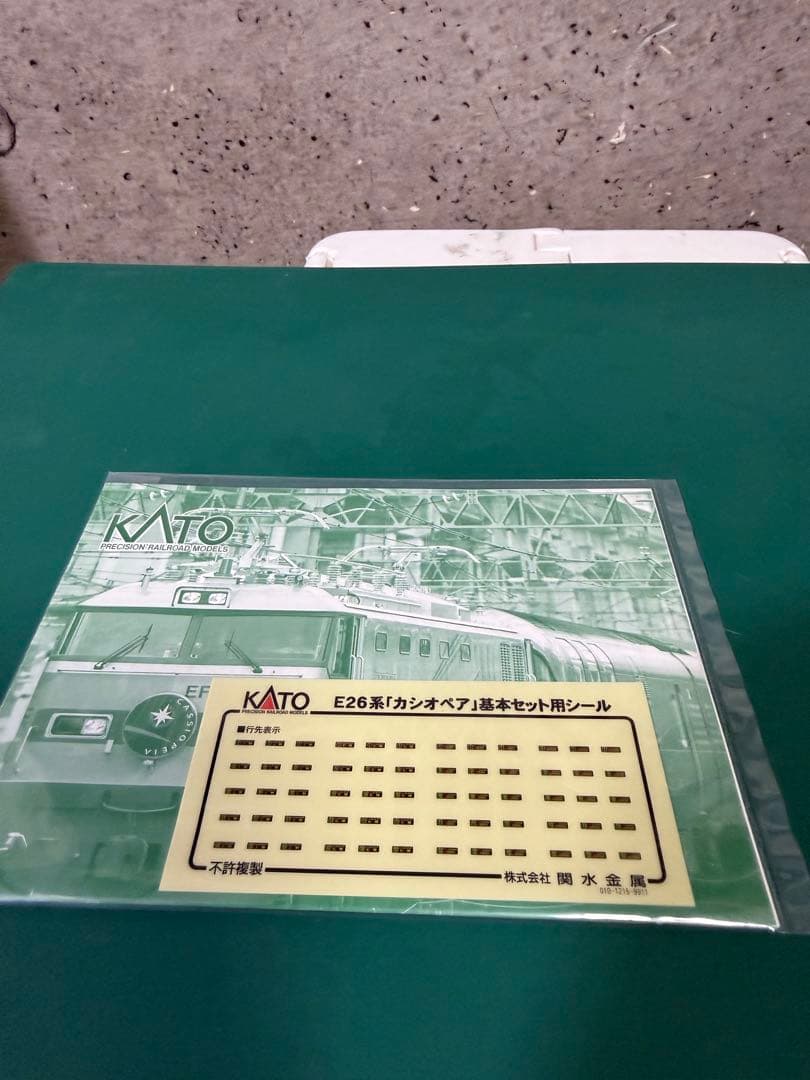 KATO
PRECISION RAILROAD MODELS
EF
CASSIOPEIA
KATO
PRECISION RAILROAD MODELS
E26系「カシオペア」基本セット用シール
■行先表示
不許複製
株式会社 関水金属